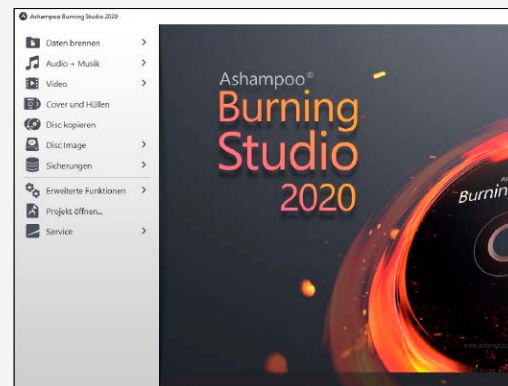 Ashampoo Burning Studio 2020
Daten brennen
Audio + Musik
Video
Cover und Hüllen
Disc kopieren
Disc Image
Sicherungen
Erweiterte Funktionen
Projekt öffnen...
Service
Ashampoo®
Burning
Studio
2020